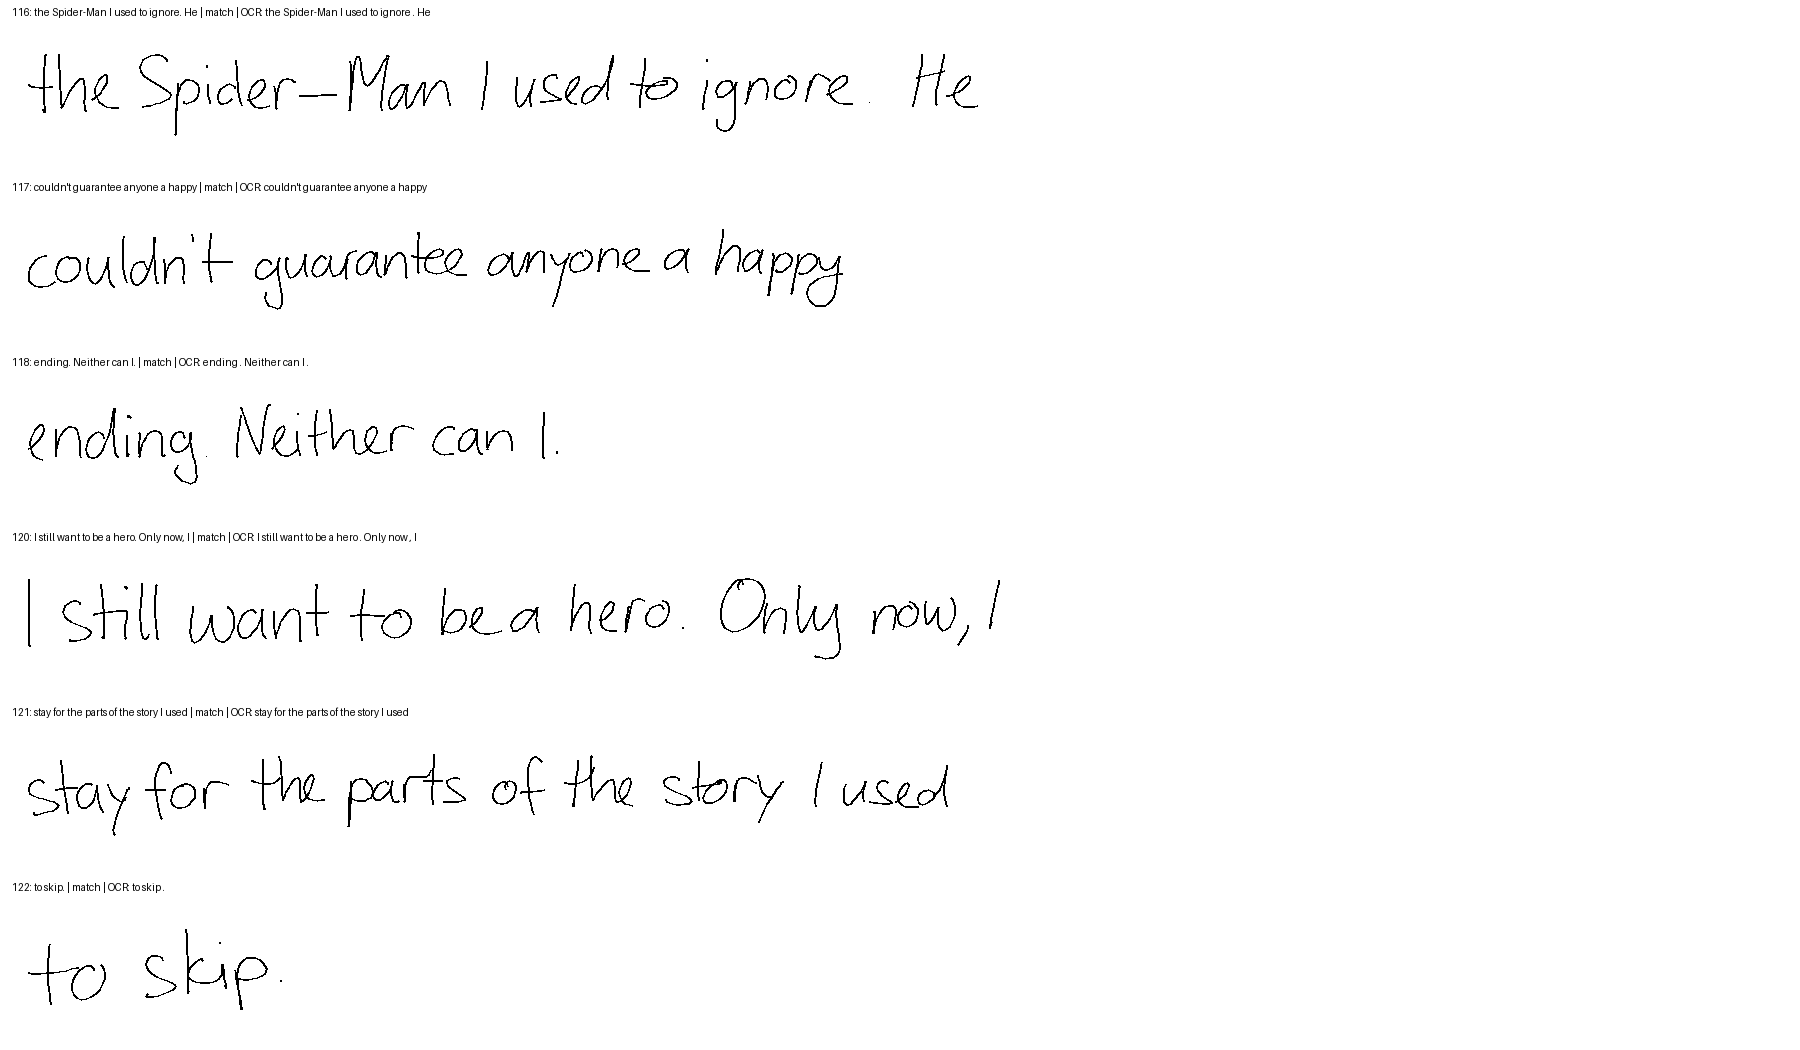 116: the Spider-Man I used to ignore. He | match | OCR the Spider-Man I used to ignore . He
the Spider-Man I used to ignore. He
117: couldn't guarantee anyone a happy | match | OCR couldn't guarantee anyone a happy
couldn't guarantee anyone a happy
118: ending. Neither can I. | match | OCR ending . Neither can I .
ending. Neither can I.
120: I still want to be a hero. Only now, I | match | OCR I still want to be a hero . Only now , I
I still want to be a hero. Only now, I
121: stay for the parts of the story I used | match | OCR stay for the parts of the story I used
stay for the parts of the story I used
122: to skip. | match | OCR to skip .
to skip.